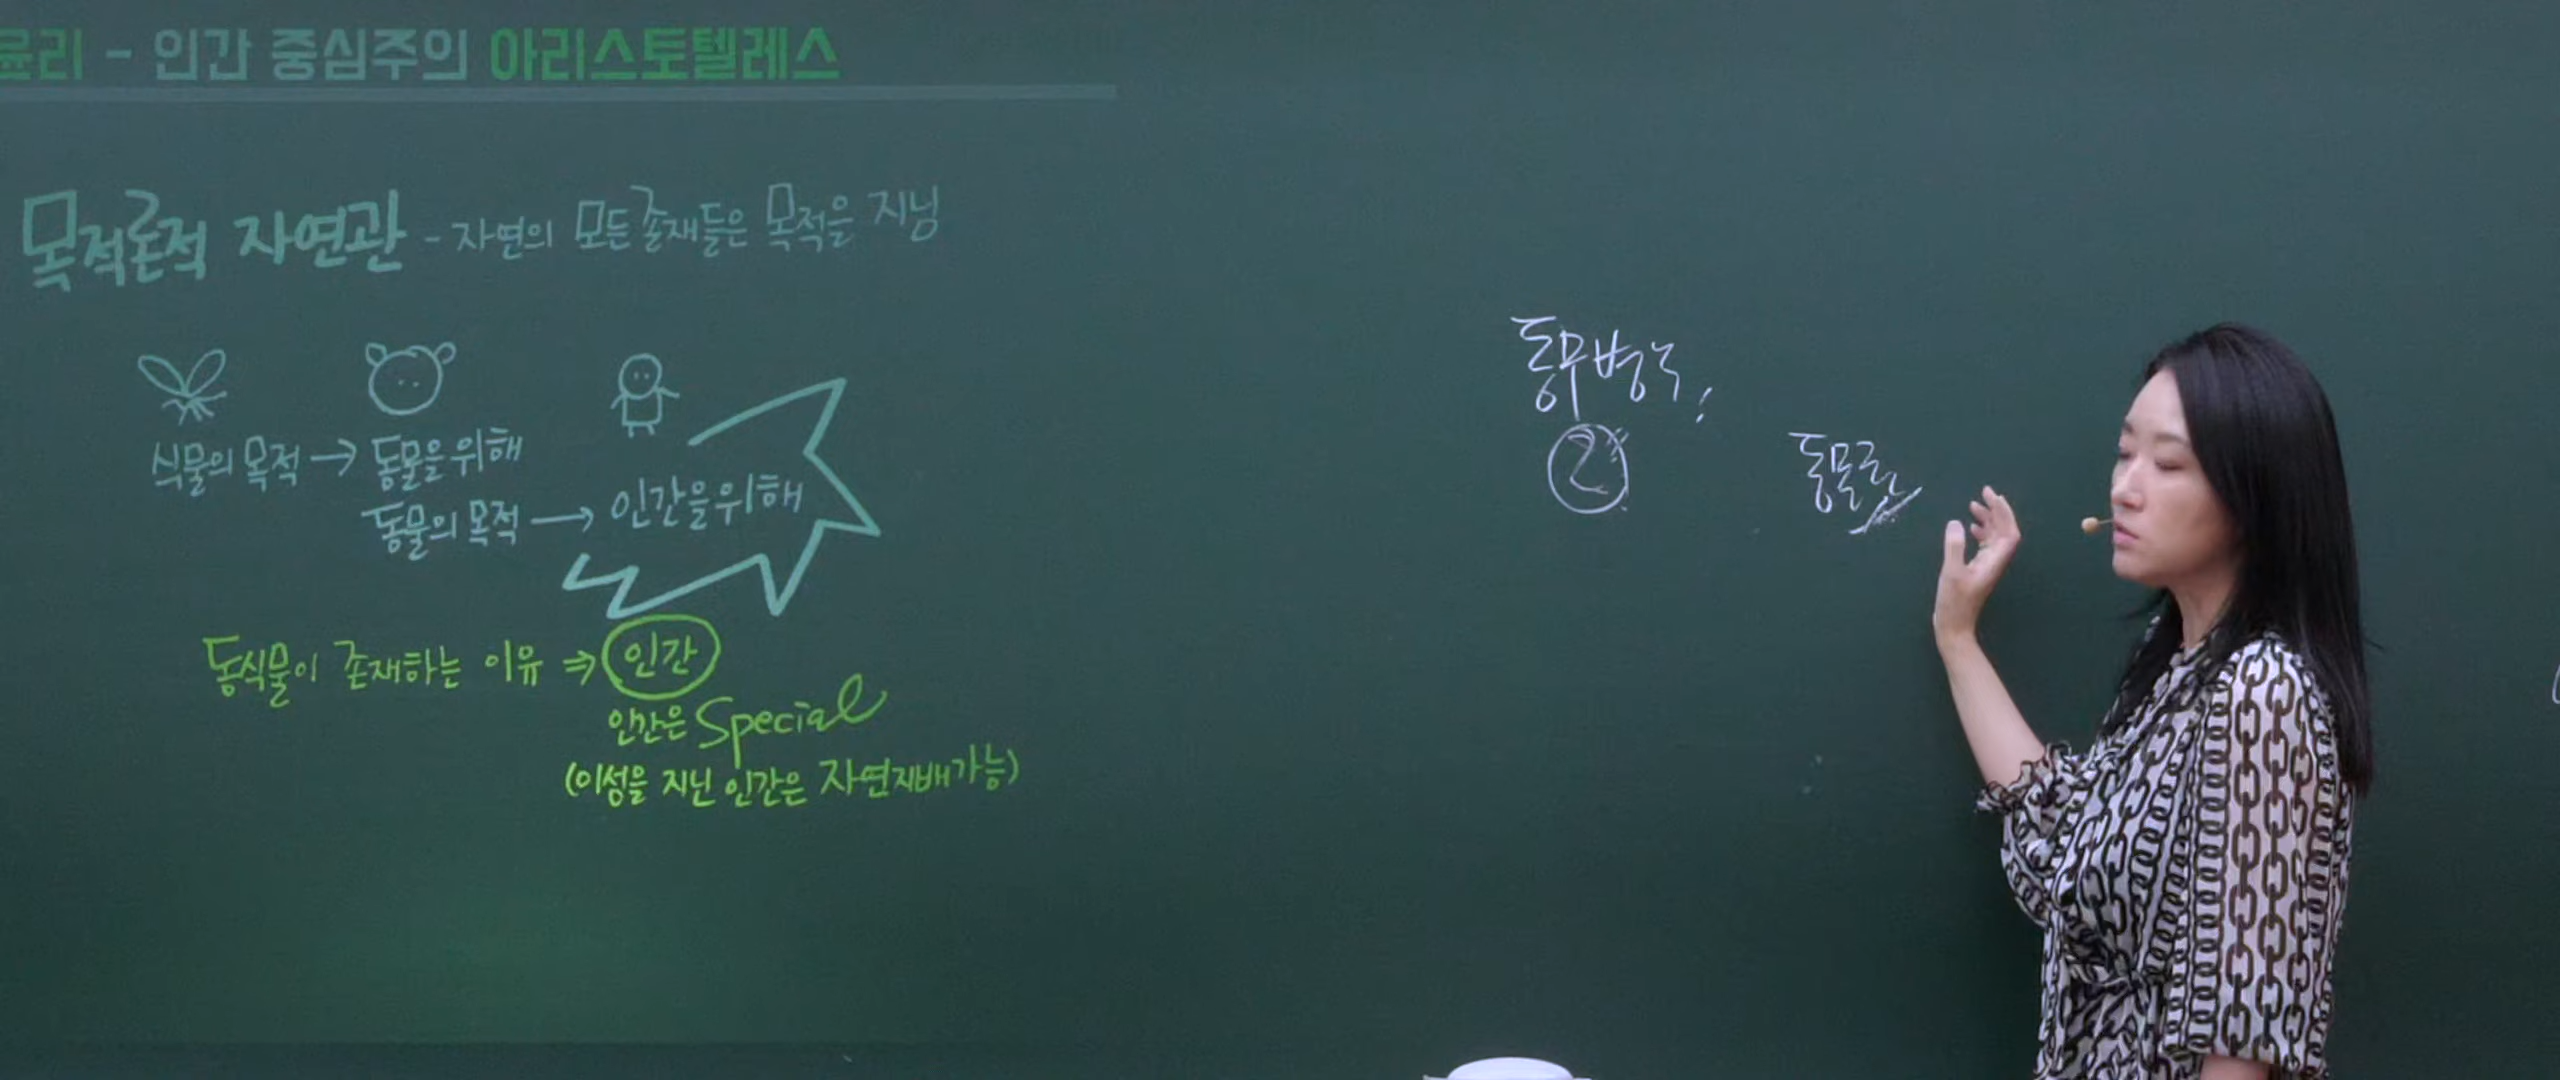 윤리 - 인간 중심주의 아리스토텔레스
목적론적 자연관 - 자연의 모든 존재들은 목적을 지님
식물의 목적 → 동물을 위해
동물의 목적 → 인간을 위해
동식물이 존재하는 이유 ⇒ 인간
인간은 Special
(이성을 지닌 인간은 자연지배가능)
②